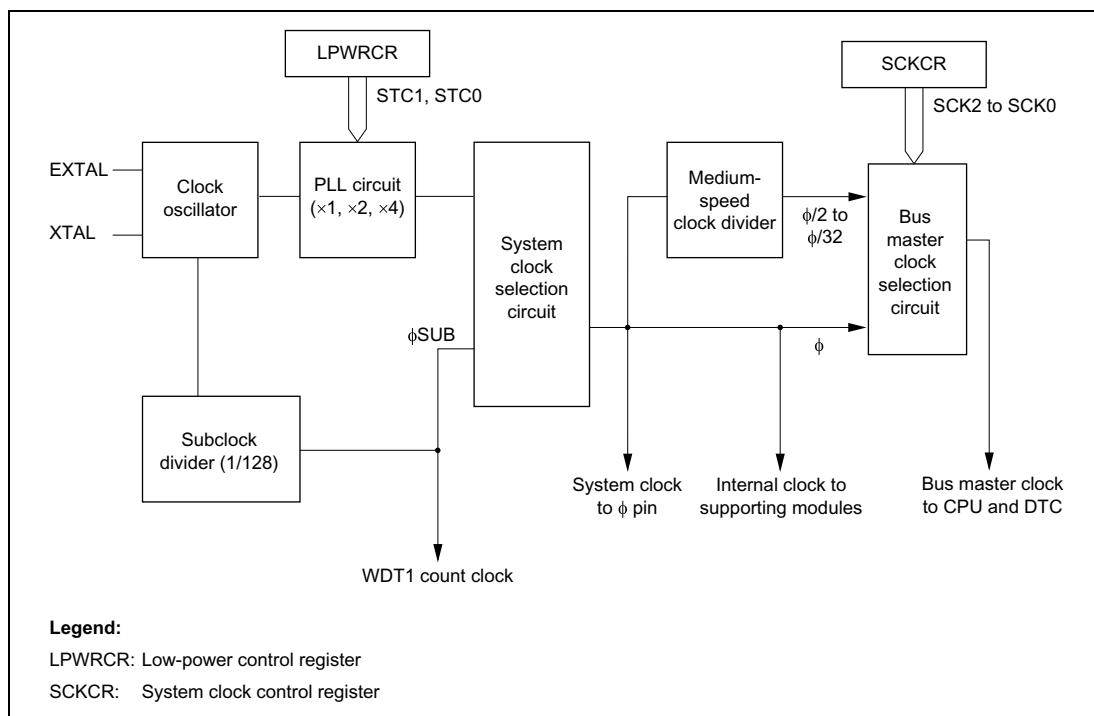 LPWRCR
SCKCR
STC1, STC0
SCK2 to SCK0
EXTAL
XTAL
Clock
oscillator
PLL circuit
(×1, ×2, ×4)
System
clock
selection
circuit
Medium-
speed
clock divider
ϕ/2 to
ϕ/32
Bus
master
clock
selection
circuit
ϕSUB
ϕ
Subclock
divider (1/128)
System clock
to ϕ pin
Internal clock to
supporting modules
Bus master clock
to CPU and DTC
WDT1 count clock
Legend:
LPWRCR: Low-power control register
SCKCR: System clock control register